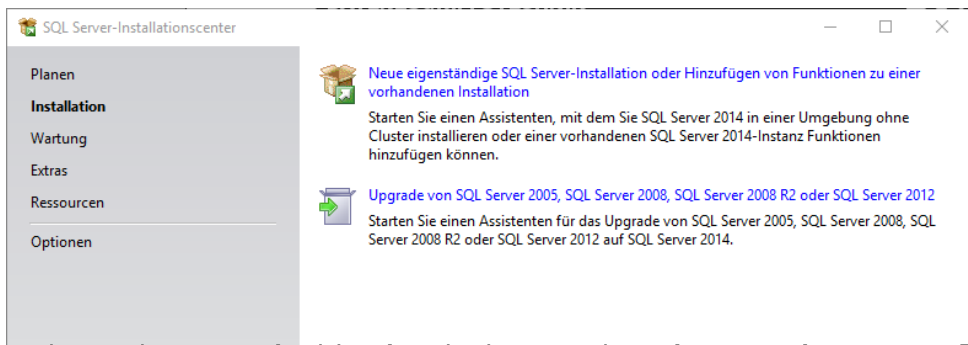 SQL Server-Installationscenter
Planen
Installation
Wartung
Extras
Ressourcen
Optionen
Neue eigenständige SQL Server-Installation oder Hinzufügen von Funktionen zu einer
vorhandenen Installation
Starten Sie einen Assistenten, mit dem Sie SQL Server 2014 in einer Umgebung ohne
Cluster installieren oder einer vorhandenen SQL Server 2014-Instanz Funktionen
hinzufügen können.
Upgrade von SQL Server 2005, SQL Server 2008, SQL Server 2008 R2 oder SQL Server 2012
Starten Sie einen Assistenten für das Upgrade von SQL Server 2005, SQL Server 2008, SQL
Server 2008 R2 oder SQL Server 2012 auf SQL Server 2014.